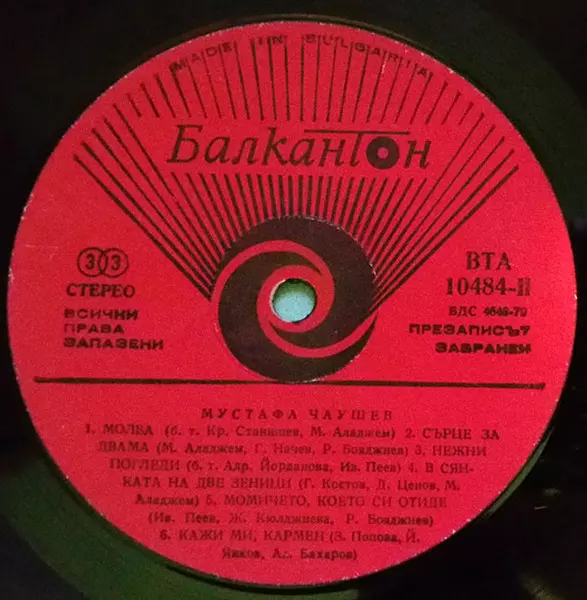 MADE IN BULGARIA
Балкантон
33
СТЕРЕО
ВСИЧКИ
ПРАВА
ЗАПАЗЕНИ
ВТА
10484-II
БДС 4640-79
ПРЕЗАПИСЪТ
ЗАБРАНЕН
МУСТАФА ЧАУШЕВ
1. МОЛБА (б. т. Кр. Станишев, М. Аладжем) 2. СЪРЦЕ ЗА
ДВАМА (М. Аладжем, Г. Начев, Р. Бояджиев) 3. НЕЖНИ
ПОГЛЕДИ (б. т. Адр. Йорданова, Ив. Пеев) 4. В СЯН-
КАТА НА ДВЕ ЗЕНИЦИ (Г. Костов, Д. Ценов, М.
Аладжем) 5. МОМИЧЕТО, КОЕТО СИ ОТИДЕ
(Ив. Пеев, Ж. Кюлджиева, Р. Бояджиев)
6. КАЖИ МИ, КАРМЕН (З. Попова, Й.
Янков, Ал. Бахаров)